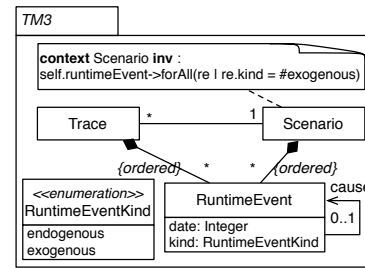 TM3
context Scenario inv :
self.runtimeEvent->forAll(re | re.kind = #exogenous)
Trace
*
1
Scenario
{ordered}
*
*
{ordered}
<<enumeration>>
RuntimeEventKind
endogenous
exogenous
RuntimeEvent
date: Integer
kind: RuntimeEventKind
cause
0..1